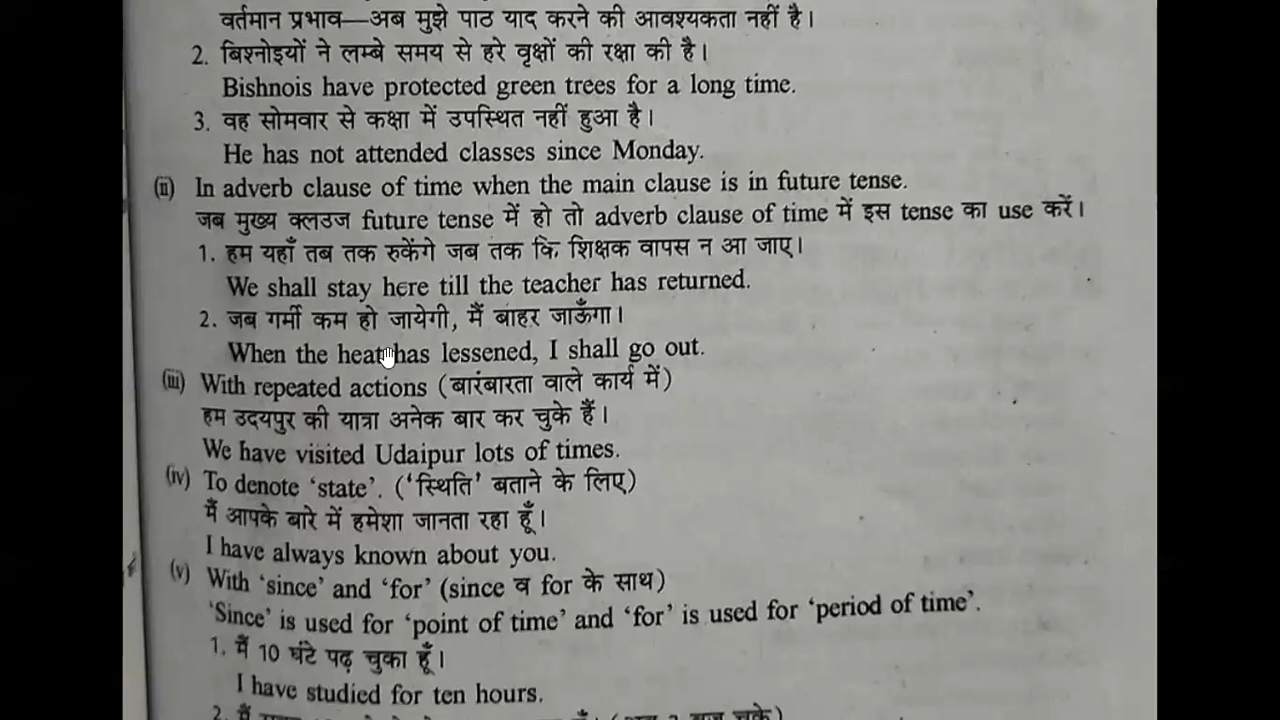 वर्तमान प्रभाव—अब मुझे पाठ याद करने की आवश्यकता नहीं है।
2. बिश्नोइयों ने लम्बे समय से हरे वृक्षों की रक्षा की है।
Bishnois have protected green trees for a long time.
3. वह सोमवार से कक्षा में उपस्थित नहीं हुआ है।
He has not attended classes since Monday.
(ii) In adverb clause of time when the main clause is in future tense.
जब मुख्य क्लउज future tense में हो तो adverb clause of time में इस tense का use करें।
1. हम यहाँ तब तक रुकेंगे जब तक कि शिक्षक वापस न आ जाए।
We shall stay here till the teacher has returned.
2. जब गर्मी कम हो जायेगी, मैं बाहर जाऊँगा।
When the heat has lessened, I shall go out.
(iii) With repeated actions (बारंबारता वाले कार्य में)
हम उदयपुर की यात्रा अनेक बार कर चुके हैं।
We have visited Udaipur lots of times.
(iv) To denote ‘state’. (‘स्थिति’ बताने के लिए)
मैं आपके बारे में हमेशा जानता रहा हूँ।
I have always known about you.
(v) With ‘since’ and ‘for’ (since व for के साथ)
‘Since’ is used for ‘point of time’ and ‘for’ is used for ‘period of time’.
1. मैं 10 घंटे पढ़ चुका हूँ।
I have studied for ten hours.
2. मैं